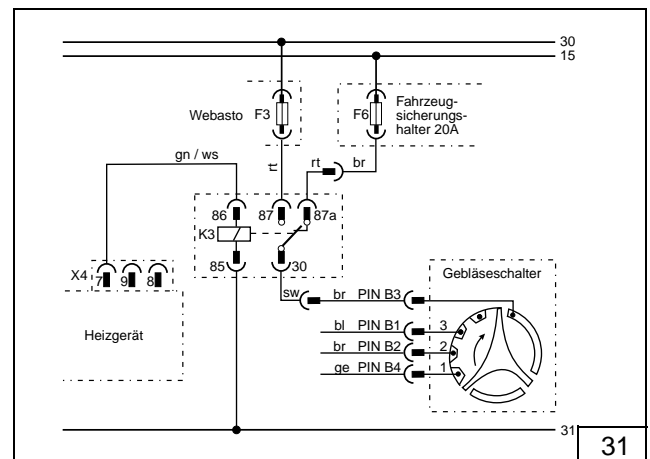 30
15
Webasto
F3
F6
Fahrzeug-
sicherungs-
halter 20A
gn / ws
rt
rt
br
86
87
87a
K3
85
30
X4
7
9
8
sw
br PIN B3
Gebläseschalter
Heizgerät
bl PIN B1 3
br PIN B2 2
ge PIN B4 1
31
31